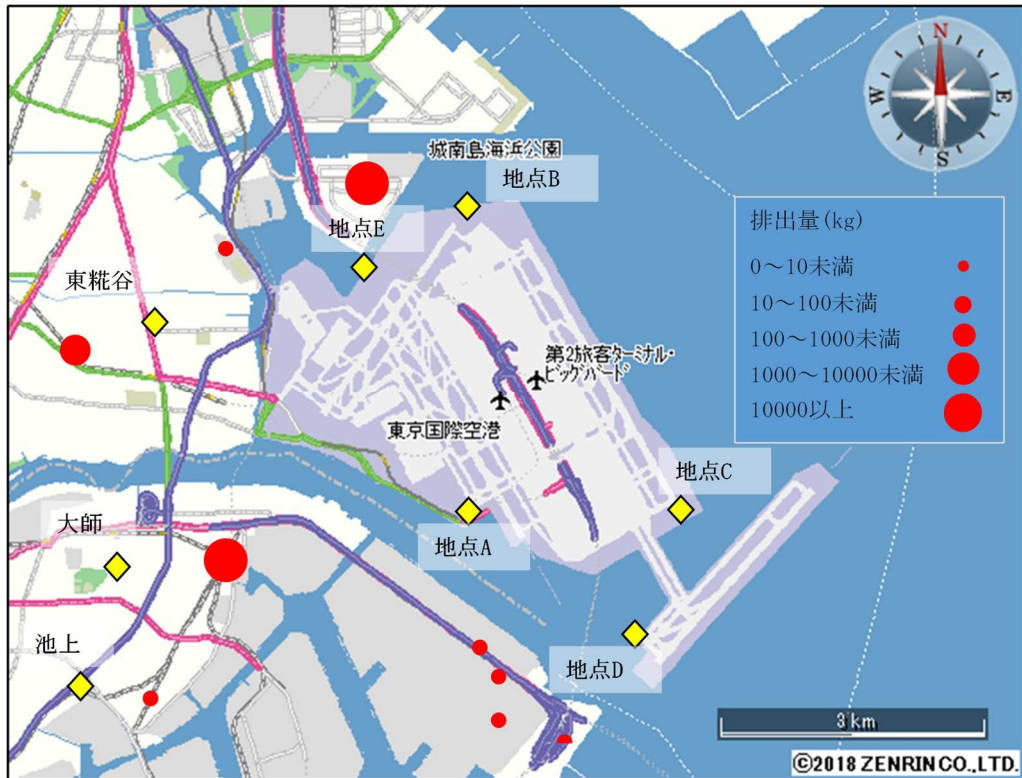 N
E
S
W
城南島海浜公園
地点B
地点E
東糀谷
第2旅客ターミナル・
ビッグバード
東京国際空港
地点C
地点A
大師
池上
地点D
排出量(kg)
0～10未満
10～100未満
100～1000未満
1000～10000未満
10000以上
3km
©2018 ZENRIN CO., LTD.